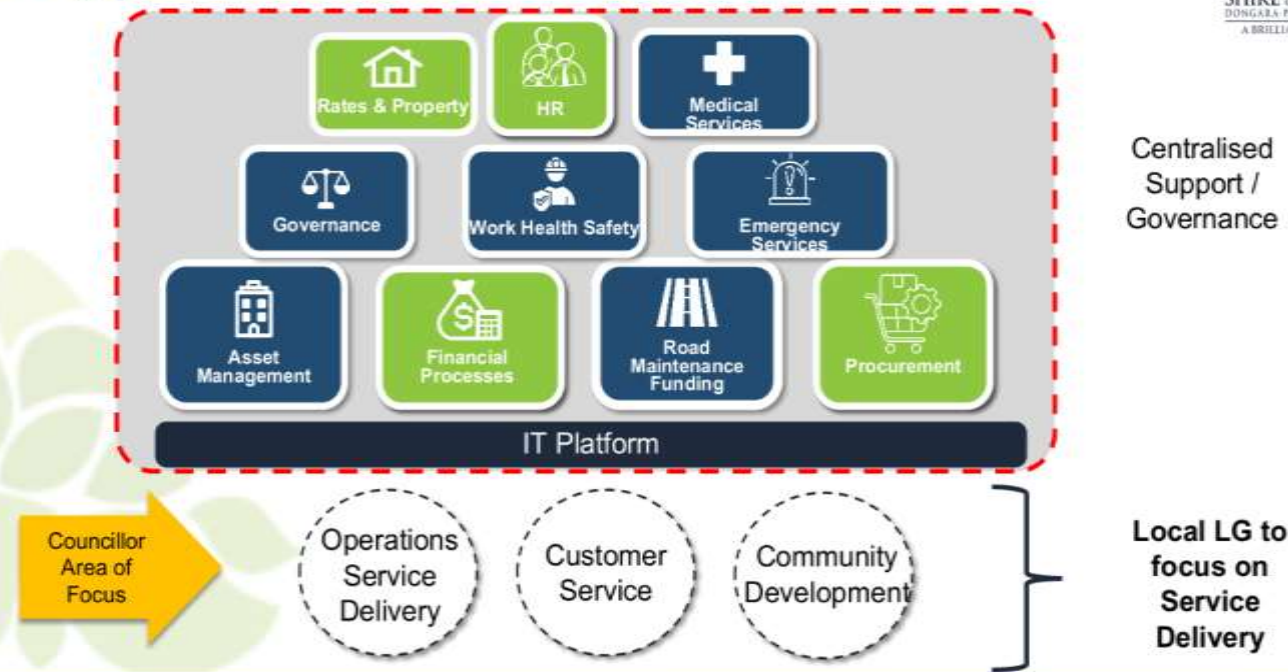 DONGARA
A BRILLI
Rates & Property
HR
Medical
Services
Governance
Work Health Safety
Emergency
Services
Asset
Management
$
Financial
Processes
Road
Maintenance
Funding
Procurement
IT Platform
Centralised
Support /
Governance
Councillor
Area of
Focus
Operations
Service
Delivery
Customer
Service
Community
Development
Local LG to
focus on
Service
Delivery